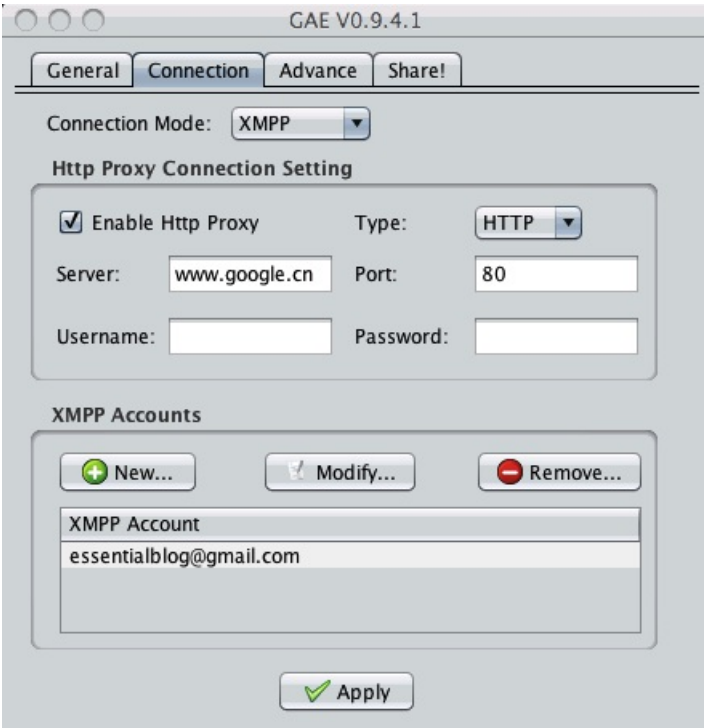 GAE V0.9.4.1
General Connection Advance Share!
Connection Mode: XMPP
Http Proxy Connection Setting
Enable Http Proxy Type: HTTP
Server: www.google.cn Port: 80
Username: Password:
XMPP Accounts
New... Modify... Remove...
XMPP Account
essentialblog@gmail.com
Apply